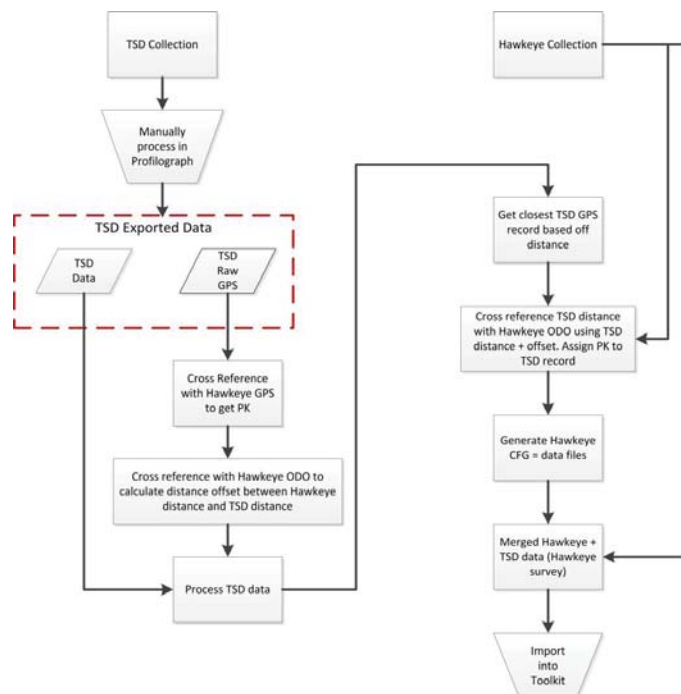 TSD Collection
Manually
process in
Profilograph
TSD Exported Data
TSD
Data
TSD
Raw
GPS
Cross Reference
with Hawkeye GPS
to get PK
Cross reference with Hawkeye ODO to
calculate distance offset between Hawkeye
distance and TSD distance
Process TSD data
Hawkeye Collection
Get closest TSD GPS
record based off
distance
Cross reference TSD distance
with Hawkeye ODO using TSD
distance + offset. Assign PK to
TSD record
Generate Hawkeye
CFG = data files
Merged Hawkeye +
TSD data (Hawkeye
survey)
Import
into
Toolkit